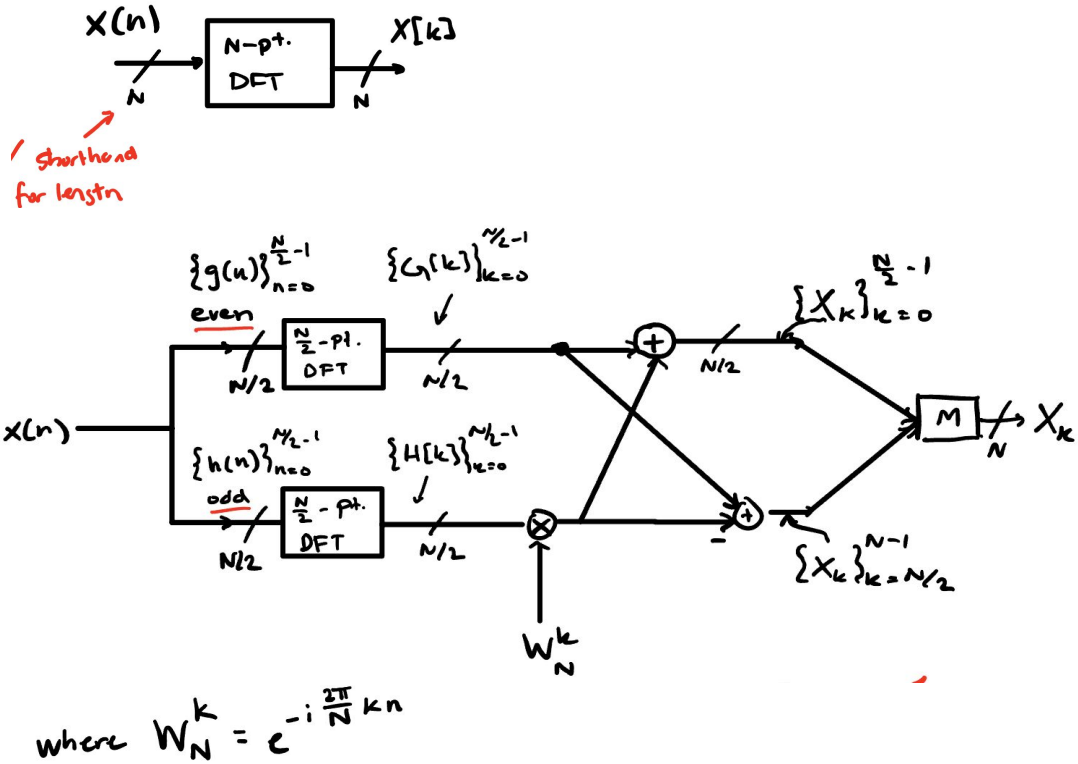 x(n)
N-pt.
DFT
X[k]
N
N
shorthand
for length
{g(n)}_{n=0}^{N/2-1}
even
N/2
N/2-pt.
DFT
{G[k]}_{k=0}^{N/2-1}
N/2
+
N/2
{X_k}_{k=0}^{N/2-1}
x(n)
M
N
X_k
{h(n)}_{n=0}^{N/2-1}
odd
N/2
N/2-pt.
DFT
{H[k]}_{k=0}^{N/2-1}
N/2
×
+
-
{X_k}_{k=N/2}^{N-1}
W_N^k
where W_N^k = e^{-i 2π/N kn}